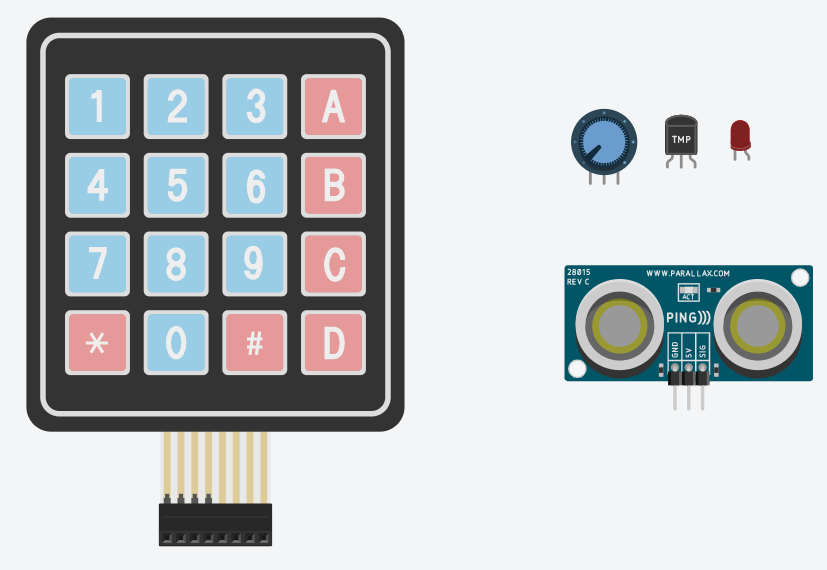 1 2 3 A
4 5 6 B
7 8 9 C
* 0 # D
TMP
28015
REV C
WWW.PARALLAX.COM
ACT
PING)))
GND
5V
SIG